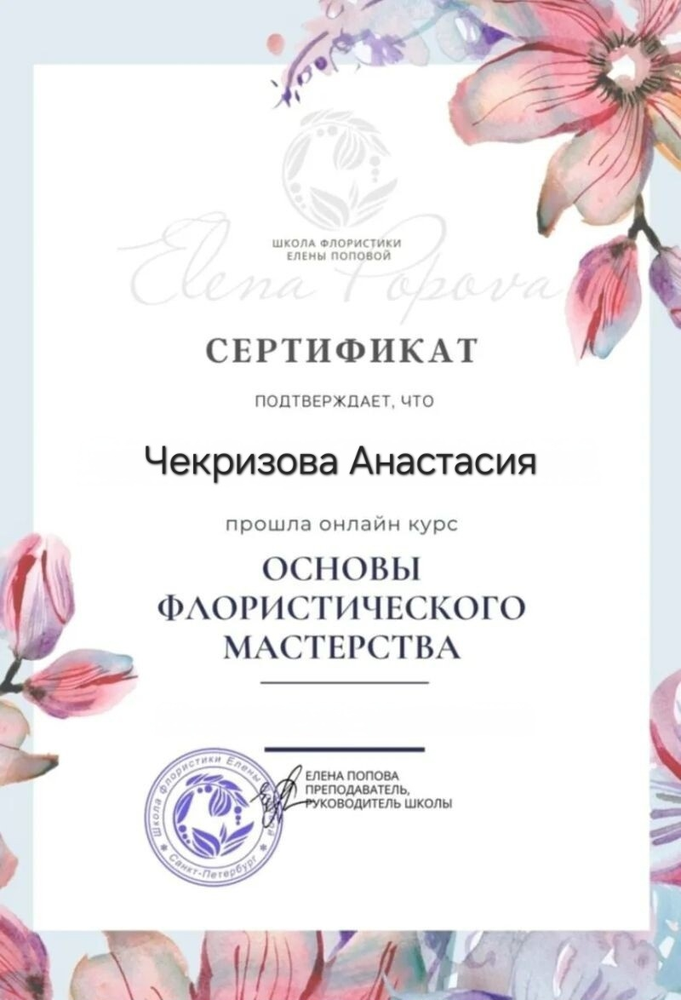 ШКОЛА ФЛОРИСТИКИ
ЕЛЕНЫ ПОПОВОЙ
Elena Popova
СЕРТИФИКАТ
ПОДТВЕРЖДАЕТ, ЧТО
Чекризова Анастасия
прошла онлайн курс
ОСНОВЫ
ФЛОРИСТИЧЕСКОГО
МАСТЕРСТВА
ЕЛЕНА ПОПОВА
ПРЕПОДАВАТЕЛЬ,
РУКОВОДИТЕЛЬ ШКОЛЫ
Школа Флористики Елены
Санкт-Петербург